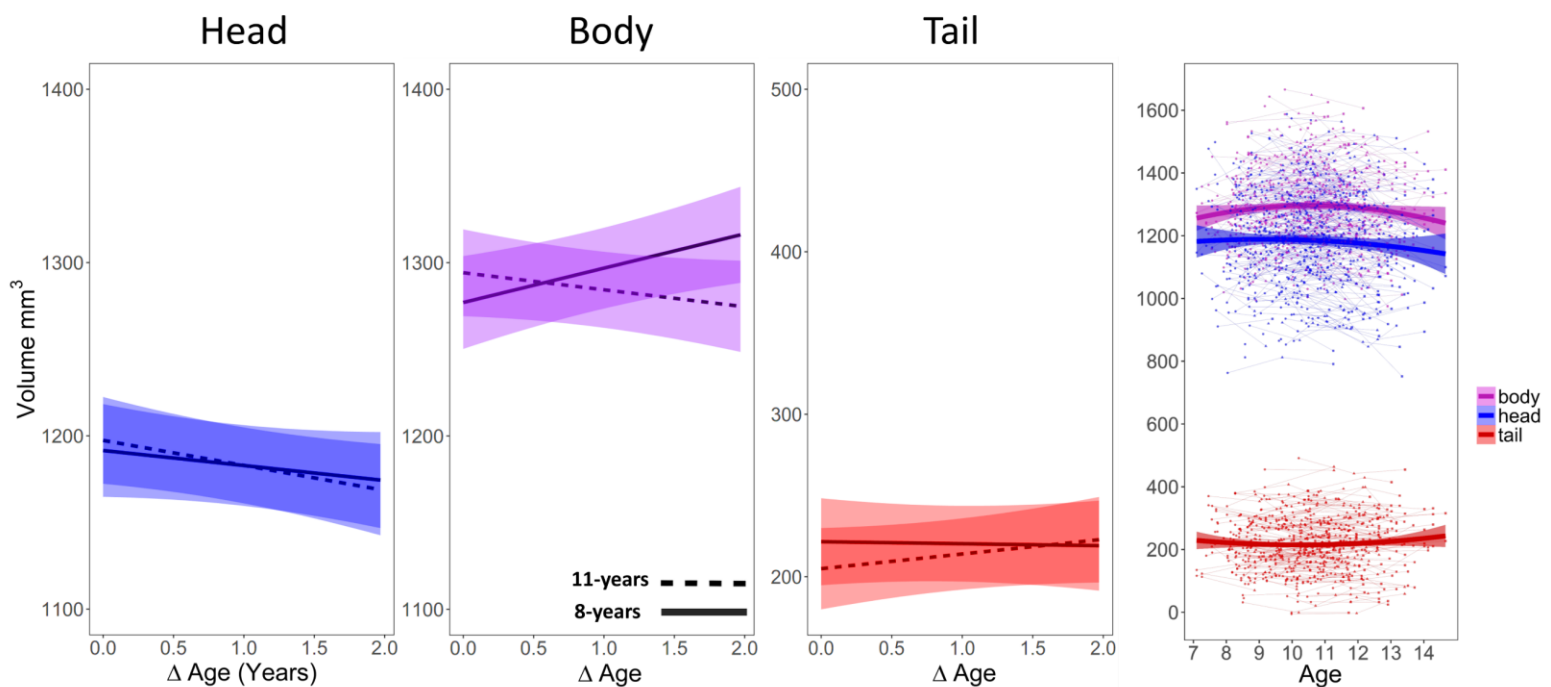 Head
Body
Tail
Volume mm³
1400
1300
1200
1100
0.0 0.5 1.0 1.5 2.0
Δ Age (Years)
1400
1300
1200
1100
11-years
8-years
0.0 0.5 1.0 1.5 2.0
Δ Age
500
400
300
200
0.0 0.5 1.0 1.5 2.0
Δ Age
1600
1400
1200
1000
800
600
400
200
0
7 8 9 10 11 12 13 14
Age
body
head
tail